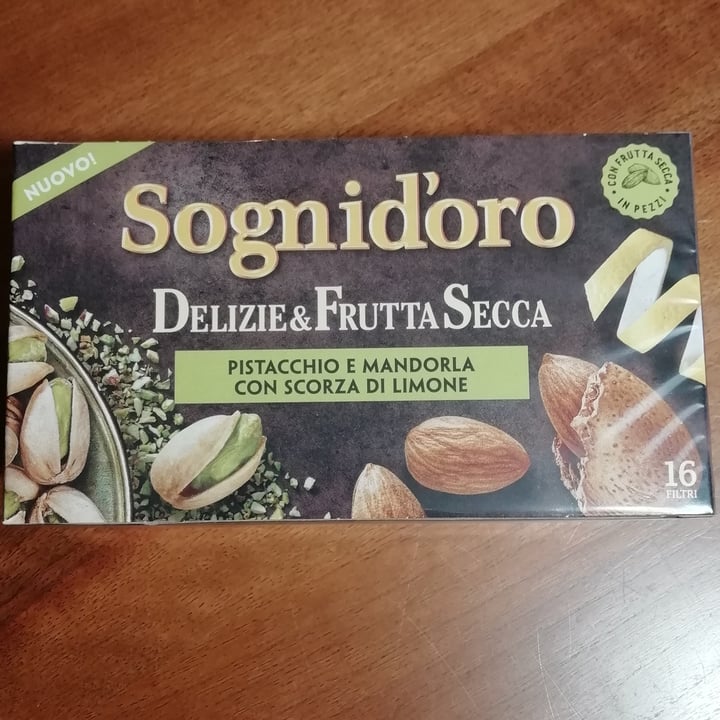 NUOVO!
Sognid'oro
DELIZIE & FRUTTA SECCA
PISTACCHIO E MANDORLA
CON SCORZA DI LIMONE
• CON FRUTTA SECCA •
IN PEZZI
16
FILTRI